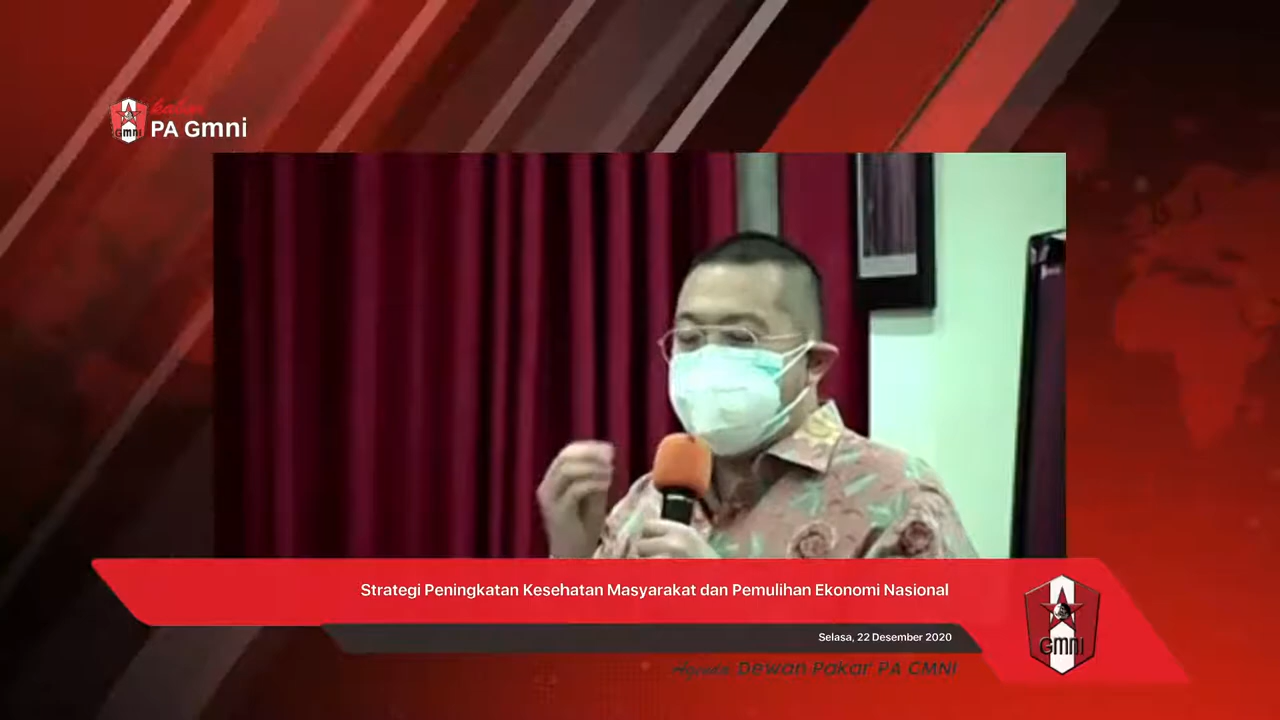 PA Gmni
GMNI
Strategi Peningkatan Kesehatan Masyarakat dan Pemulihan Ekonomi Nasional
Selasa, 22 Desember 2020
GMNI
Dewan Pakar PA GMNI